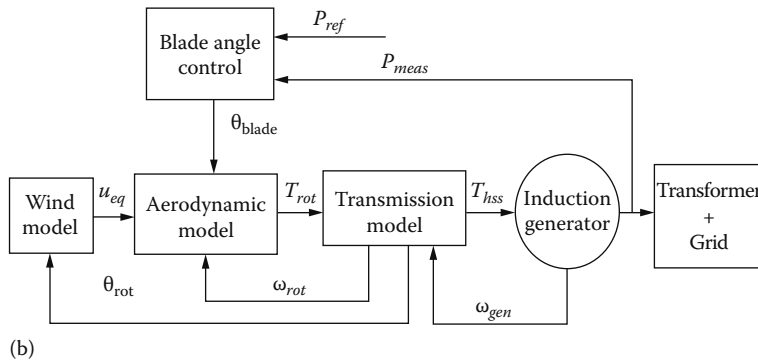 P_ref
Blade angle
control
P_meas
θ_blade
Wind
model
u_eq
Aerodynamic
model
T_rot
Transmission
model
T_hss
Induction
generator
Transformer
+
Grid
θ_rot
ω_rot
ω_gen
(b)